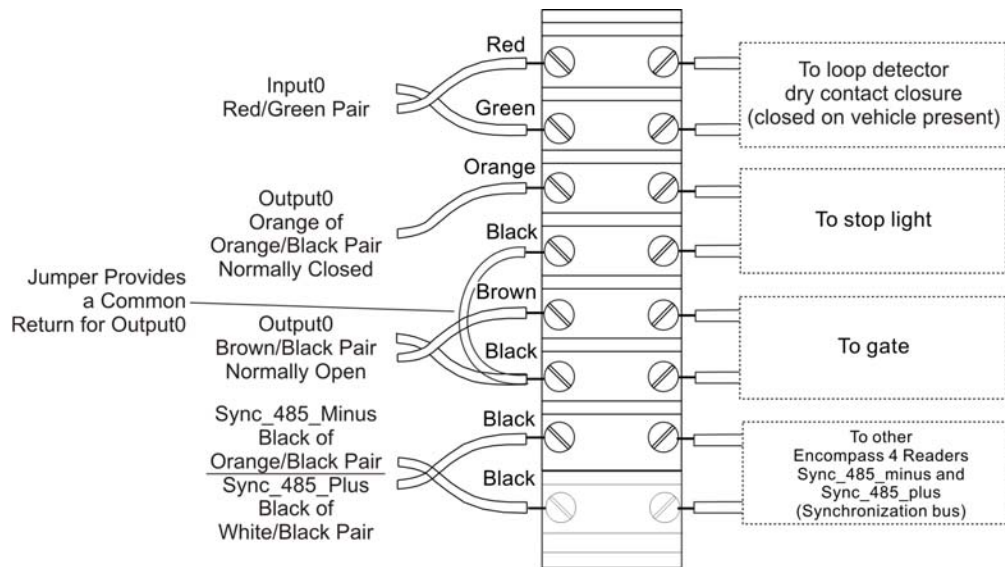 Input0
Red/Green Pair
Red
Green
To loop detector
dry contact closure
(closed on vehicle present)
Output0
Orange of
Orange/Black Pair
Normally Closed
Orange
Black
To stop light
Jumper Provides
a Common
Return for Output0
Output0
Brown/Black Pair
Normally Open
Brown
Black
To gate
Sync_485_Minus
Black of
Orange/Black Pair
Sync_485_Plus
Black of
White/Black Pair
Black
Black
To other
Encompass 4 Readers
Sync_485_minus and
Sync_485_plus
(Synchronization bus)